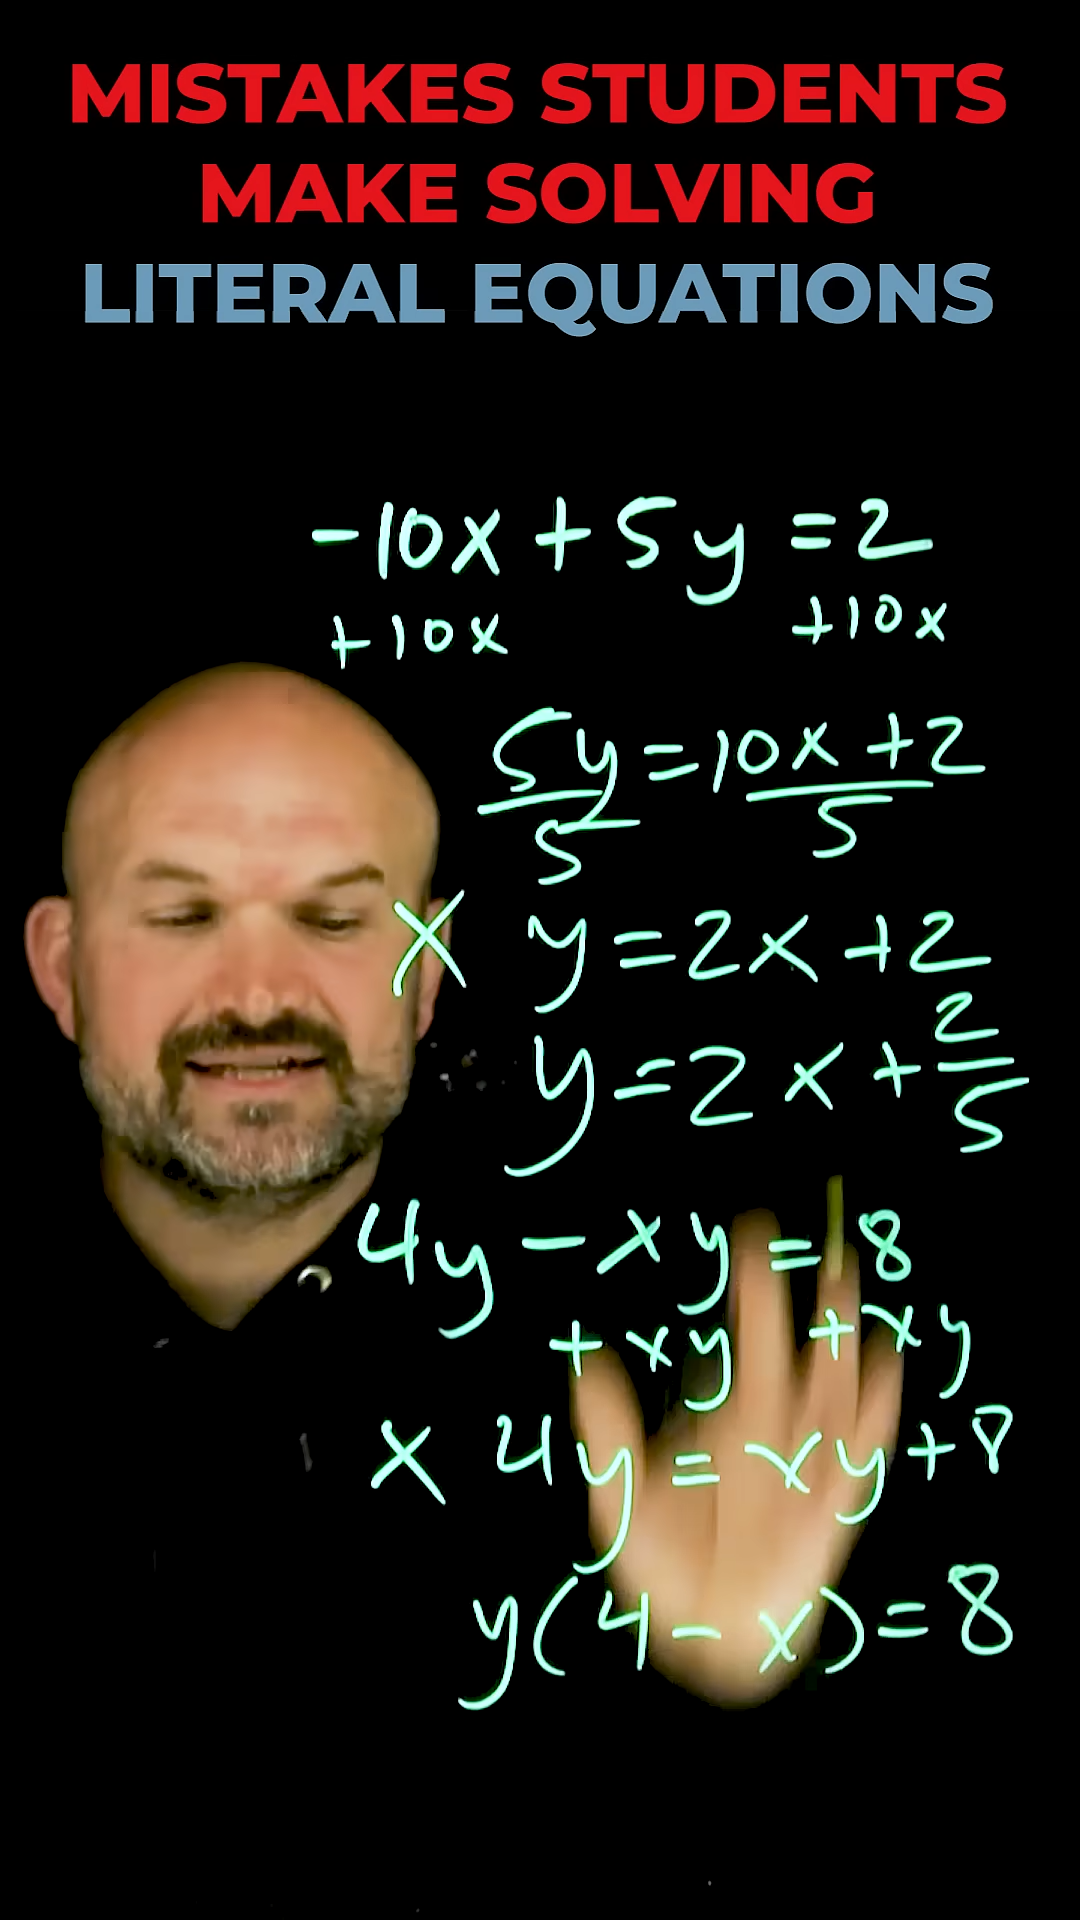 MISTAKES STUDENTS
MAKE SOLVING
LITERAL EQUATIONS
-10x + 5y = 2
+10x +10x
5y = 10x + 2
5 5
x y = 2x + 2
y = 2x + 2/5
4y - xy = 8
+ xy + xy
x 4y = xy + 8
y(4 - x) = 8